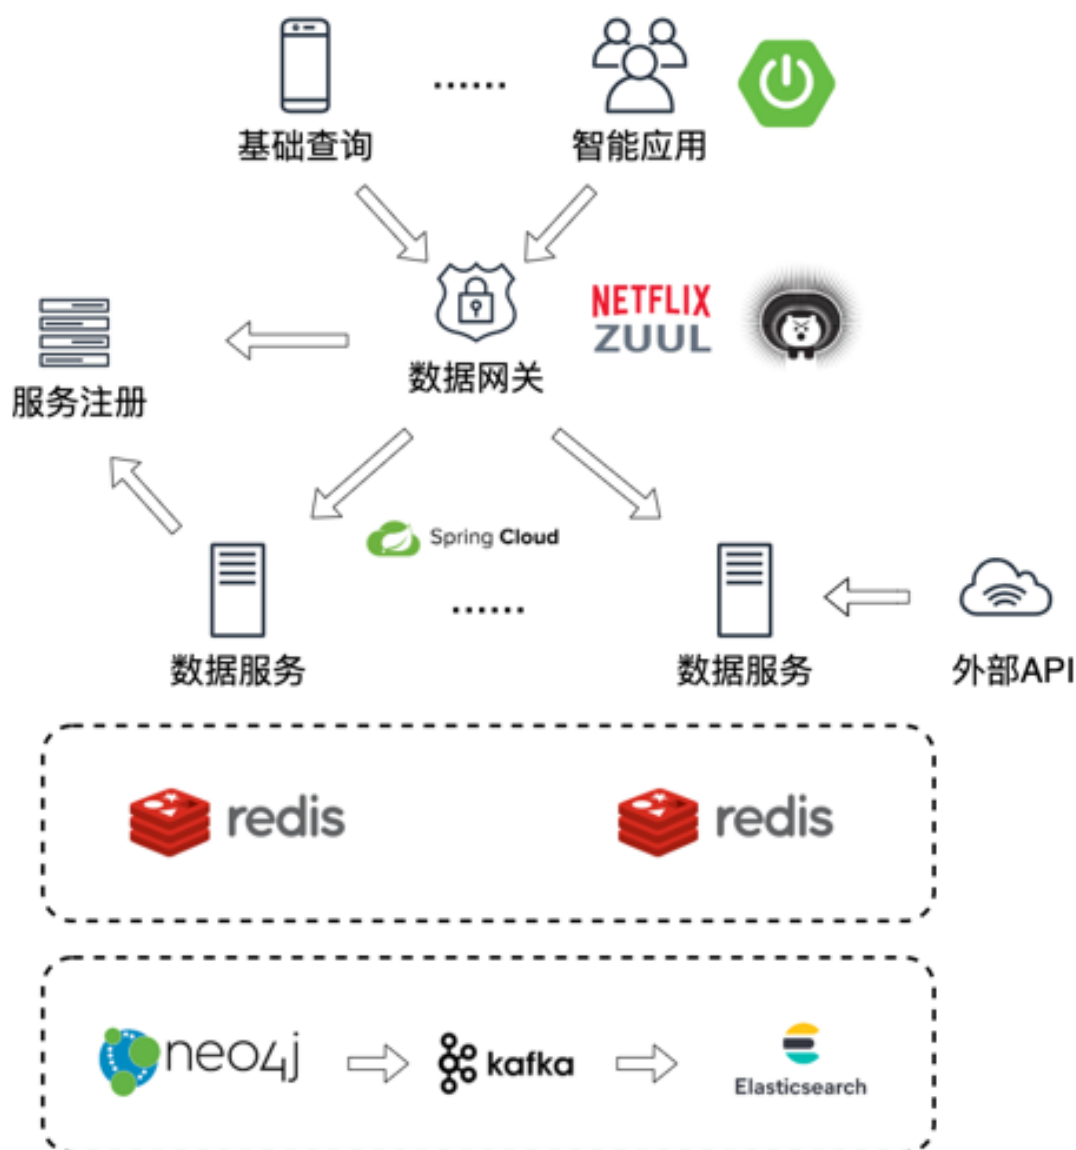 基础查询
......
智能应用
NETFLIX
ZUUL
数据网关
服务注册
Spring Cloud
......
数据服务
数据服务
外部API
redis
redis
neo4j
kafka
Elasticsearch